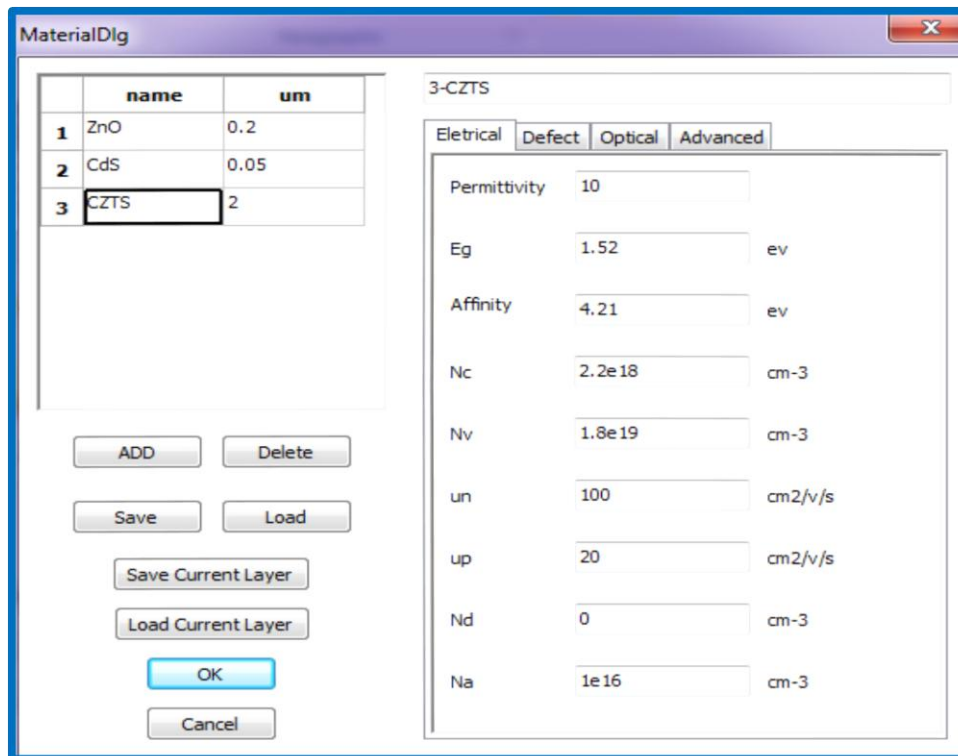 MaterialDlg
name um
1 ZnO 0.2
2 CdS 0.05
3 CZTS 2
ADD Delete
Save Load
Save Current Layer
Load Current Layer
OK
Cancel
3-CZTS
Eletrical Defect Optical Advanced
Permittivity 10
Eg 1.52 ev
Affinity 4.21 ev
Nc 2.2e18 cm-3
Nv 1.8e19 cm-3
un 100 cm2/v/s
up 20 cm2/v/s
Nd 0 cm-3
Na 1e16 cm-3